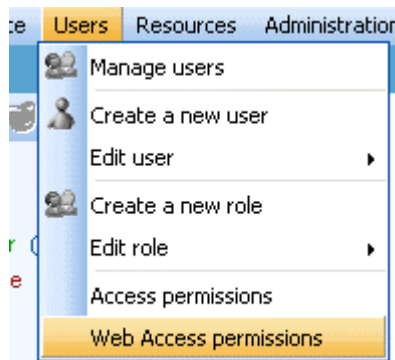 Users Resources Administration
Manage users
Create a new user
Edit user
Create a new role
Edit role
Access permissions
Web Access permissions